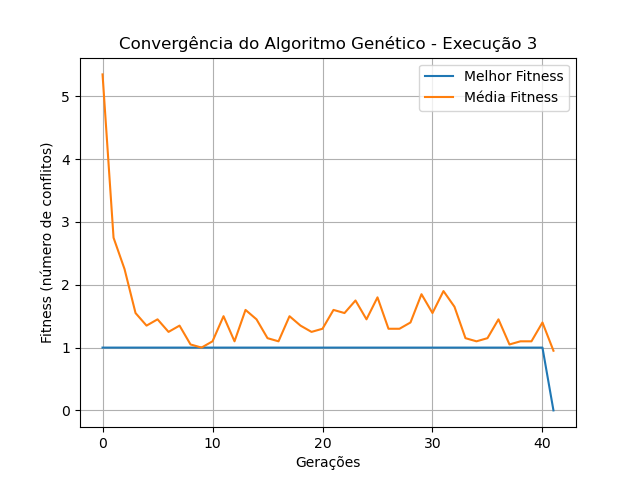 Convergência do Algoritmo Genético - Execução 3
Melhor Fitness
Média Fitness
Fitness (número de conflitos)
5
4
3
2
1
0
0 10 20 30 40
Gerações